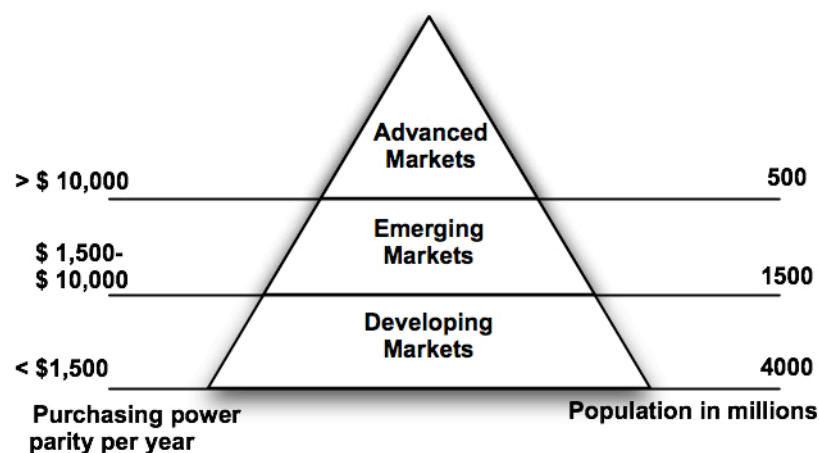 Advanced
Markets
> $ 10,000
500
Emerging
Markets
$ 1,500-
$ 10,000
1500
Developing
Markets
< $1,500
4000
Purchasing power
parity per year
Population in millions